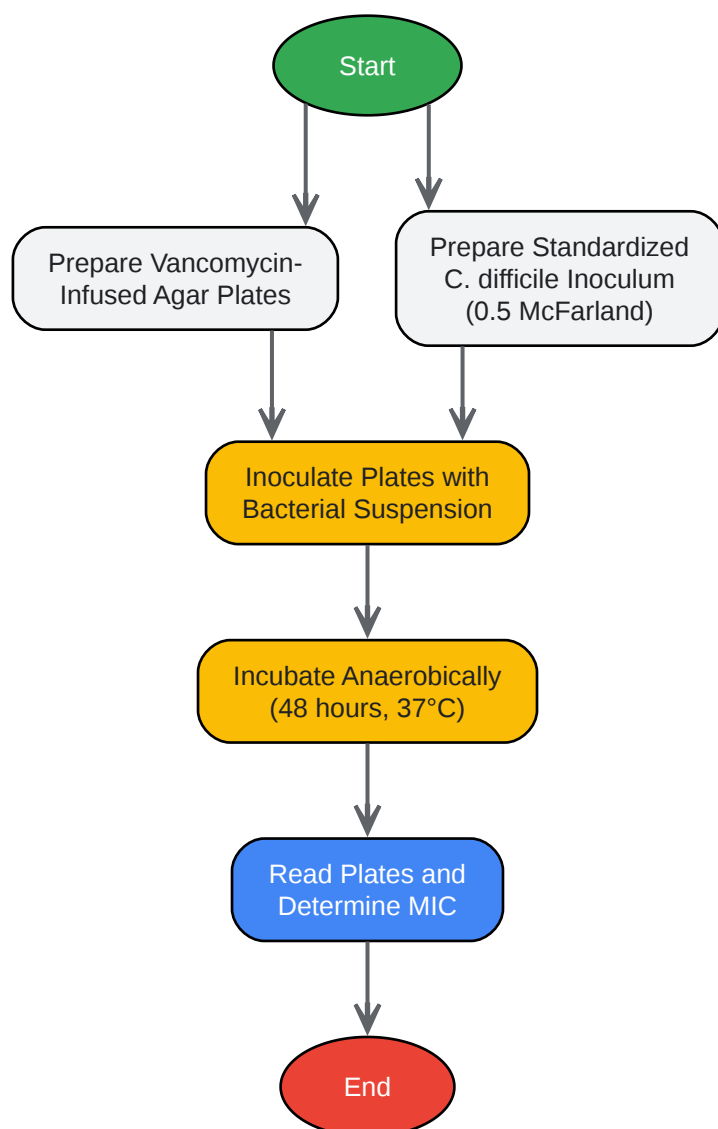 Start
Prepare Vancomycin-
Infused Agar Plates
Prepare Standardized
C. difficile Inoculum
(0.5 McFarland)
Inoculate Plates with
Bacterial Suspension
Incubate Anaerobically
(48 hours, 37°C)
Read Plates and
Determine MIC
End